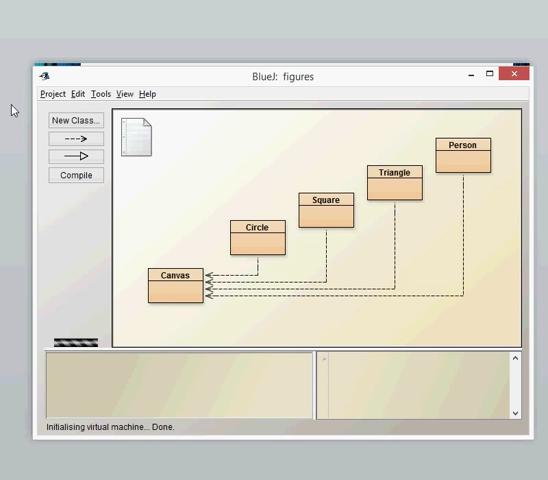 BlueJ: figures
Project Edit Tools View Help
New Class...
Compile
Person
Triangle
Square
Circle
Canvas
Initialising virtual machine... Done.